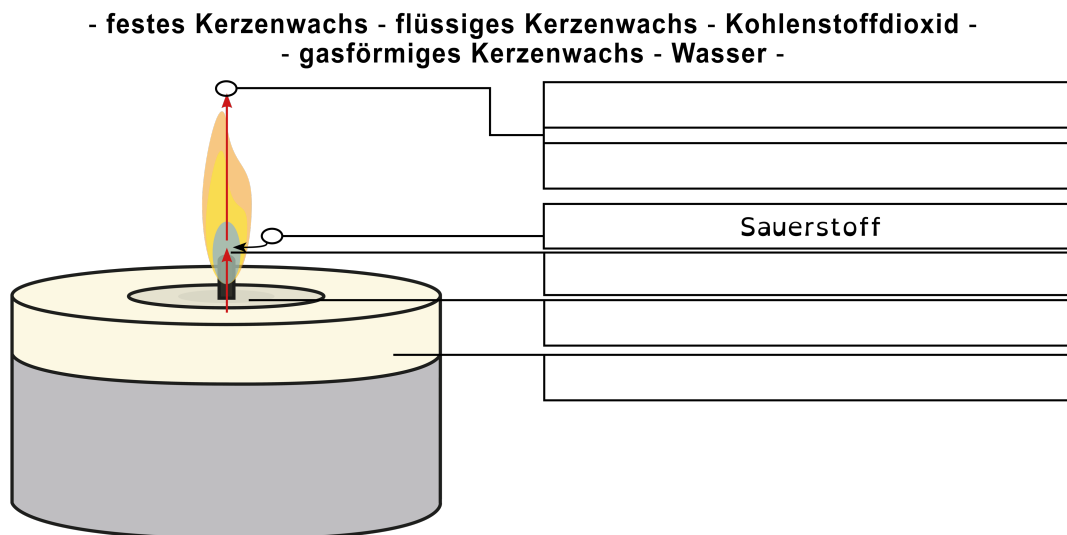 - festes Kerzenwachs - flüssiges Kerzenwachs - Kohlenstoffdioxid -
- gasförmiges Kerzenwachs - Wasser -
Sauerstoff